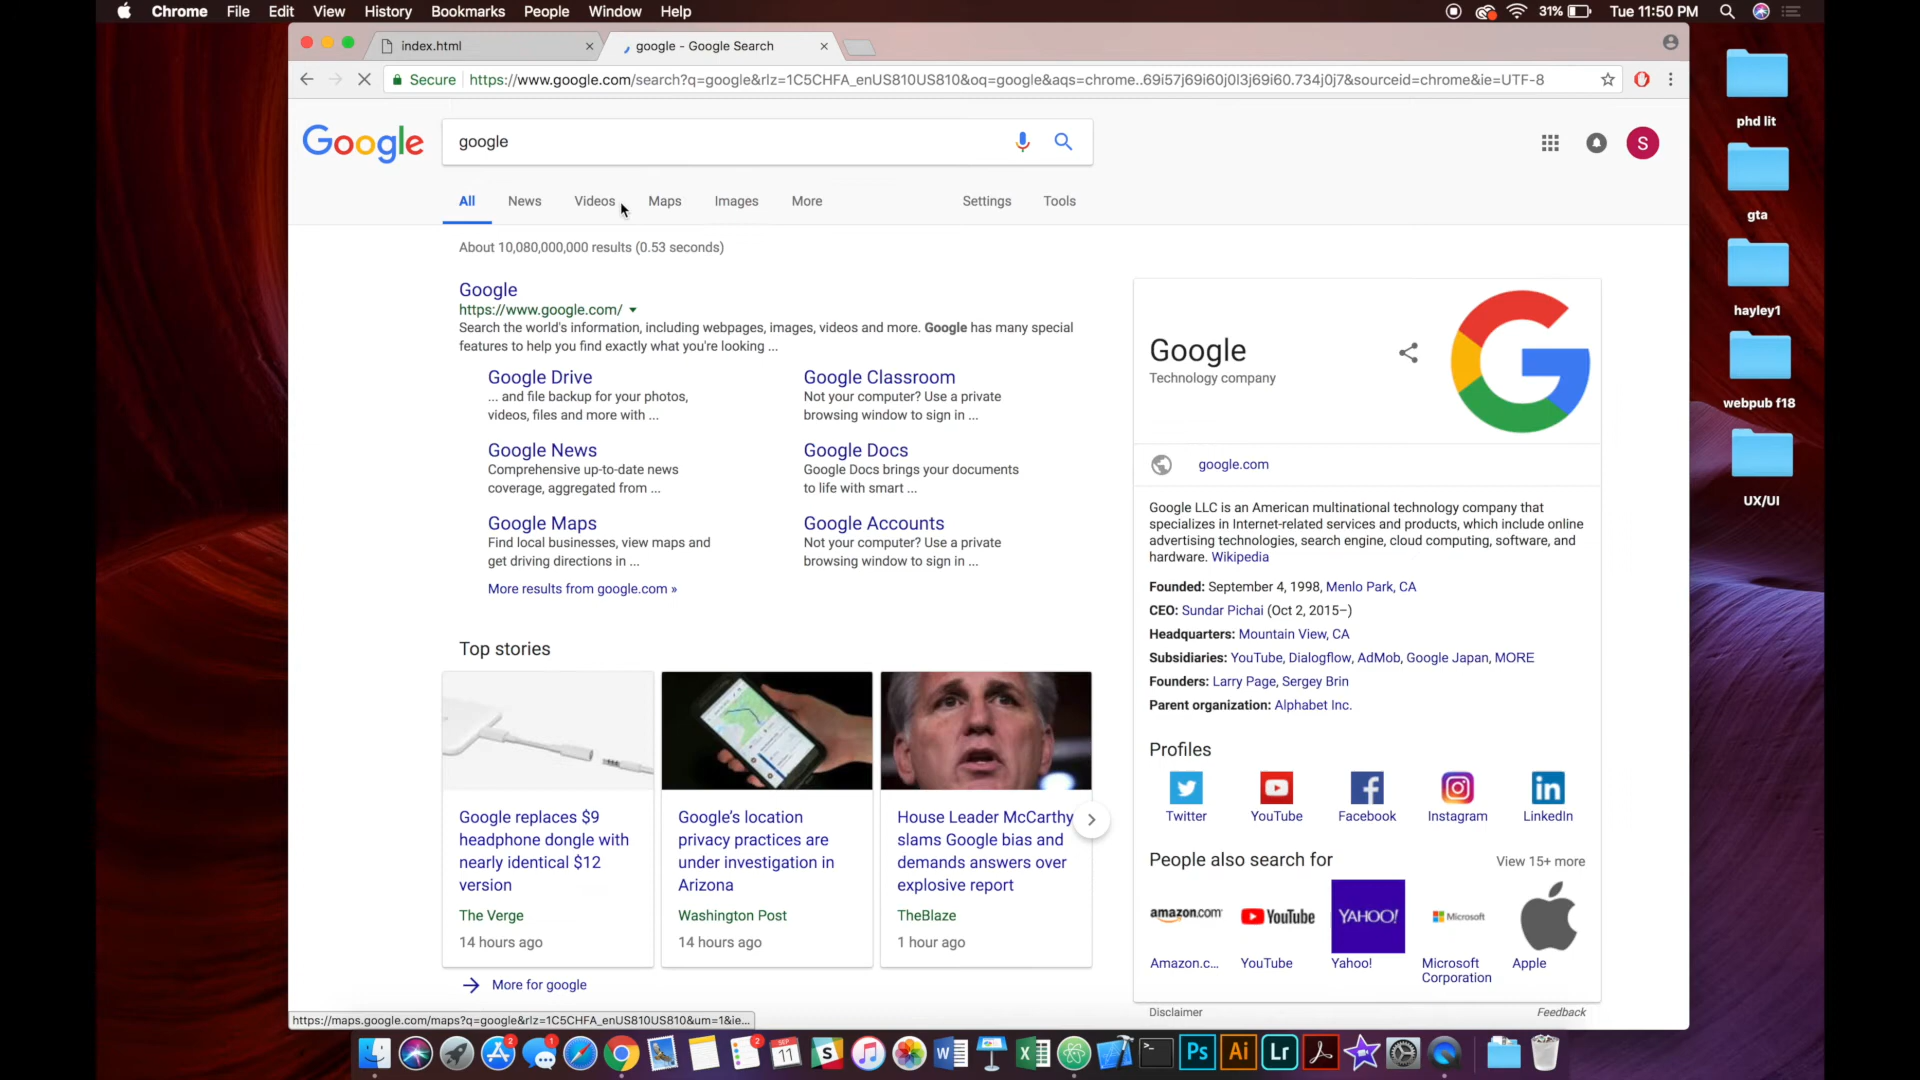 Chrome File Edit View History Bookmarks People Window Help
31% Tue 11:50 PM
index.html
google - Google Search
Secure https://www.google.com/search?q=google&rlz=1C5CHFA_enUS810US810&oq=google&aqs=chrome..69i57j69i60j0l3j69i60.734j0j7&sourceid=chrome&ie=UTF-8
Google
google
S
All News Videos Maps Images More Settings Tools
About 10,080,000,000 results (0.53 seconds)
Google
https://www.google.com/
Search the world's information, including webpages, images, videos and more. Google has many special
features to help you find exactly what you're looking ...
Google Drive
... and file backup for your photos,
videos, files and more with ...
Google Classroom
Not your computer? Use a private
browsing window to sign in ...
Google News
Comprehensive up-to-date news
coverage, aggregated from ...
Google Docs
Google Docs brings your documents
to life with smart ...
Google Maps
Find local businesses, view maps and
get driving directions in ...
Google Accounts
Not your computer? Use a private
browsing window to sign in ...
More results from google.com »
Top stories
Google replaces $9
headphone dongle with
nearly identical $12
version
The Verge
14 hours ago
Google's location
privacy practices are
under investigation in
Arizona
Washington Post
14 hours ago
House Leader McCarthy
slams Google bias and
demands answers over
explosive report
TheBlaze
1 hour ago
More for google
https://maps.google.com/maps?q=google&rlz=1C5CHFA_enUS810US810&um=1&ie...
Google
Technology company
G
google.com
Google LLC is an American multinational technology company that
specializes in Internet-related services and products, which include online
advertising technologies, search engine, cloud computing, software, and
hardware. Wikipedia
Founded: September 4, 1998, Menlo Park, CA
CEO: Sundar Pichai (Oct 2, 2015–)
Headquarters: Mountain View, CA
Subsidiaries: YouTube, Dialogflow, AdMob, Google Japan, MORE
Founders: Larry Page, Sergey Brin
Parent organization: Alphabet Inc.
Profiles
Twitter YouTube Facebook Instagram LinkedIn
People also search for
View 15+ more
amazon.com YouTube YAHOO! Microsoft
Amazon.c... YouTube Yahoo! Microsoft
Corporation
Apple
Disclaimer
Feedback
phd lit
gta
hayley1
webpub f18
UX/UI
2 1 2 SEP 11 S W X Ps Ai Lr